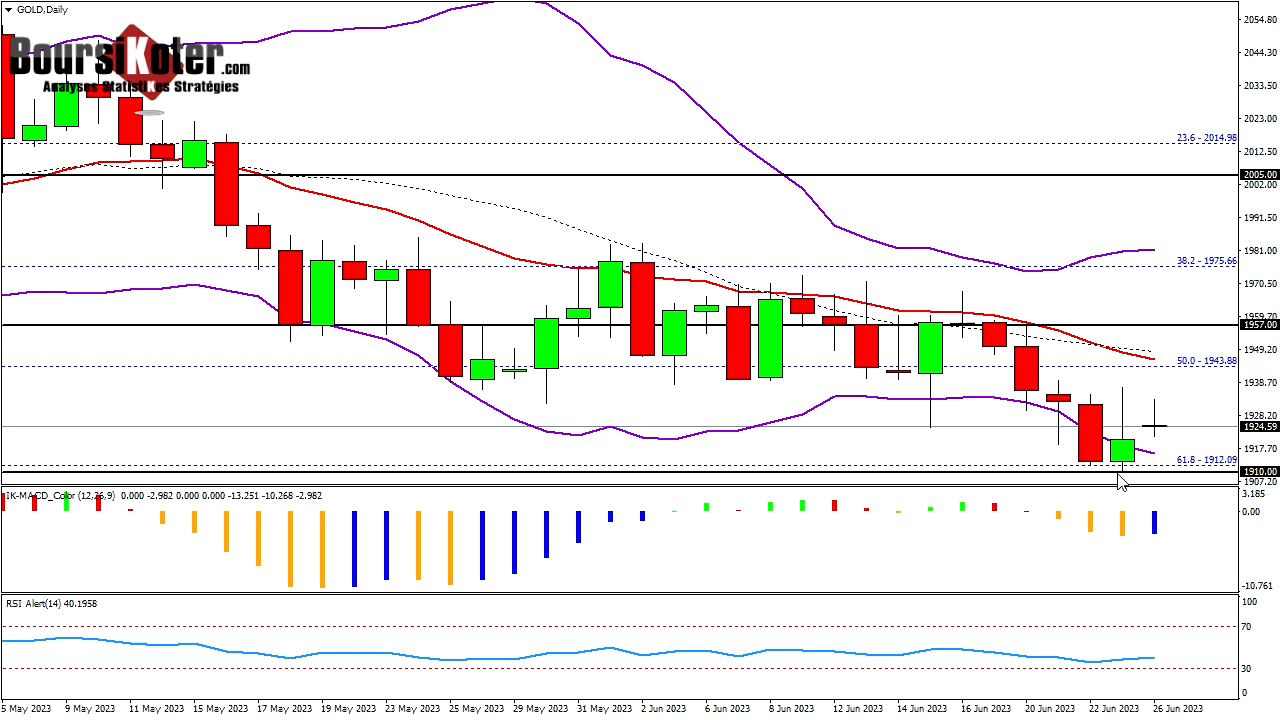 GOLD,Daily
BoursiKoter.com
Analyses StatistiKes Stratégies
2054.80
2044.30
2033.50
2023.00
23.6 - 2014.98
2012.50
2005.00
2002.00
1991.50
1981.00
38.2 - 1975.66
1970.50
1959.70
1957.00
1949.20
50.0 - 1943.88
1938.70
1928.20
1924.59
1917.70
61.8 - 1912.09
1910.00
1907.20
IK-MACD_Color (12,26,9) 0.000 -2.982 0.000 0.000 -13.251 -10.268 -2.982
3.185
0.00
-10.761
RSI Alert(14) 40.1958
100
70
30
0
5 May 2023 9 May 2023 11 May 2023 15 May 2023 17 May 2023 19 May 2023 23 May 2023 25 May 2023 29 May 2023 31 May 2023 2 Jun 2023 6 Jun 2023 8 Jun 2023 12 Jun 2023 14 Jun 2023 16 Jun 2023 20 Jun 2023 22 Jun 2023 26 Jun 2023